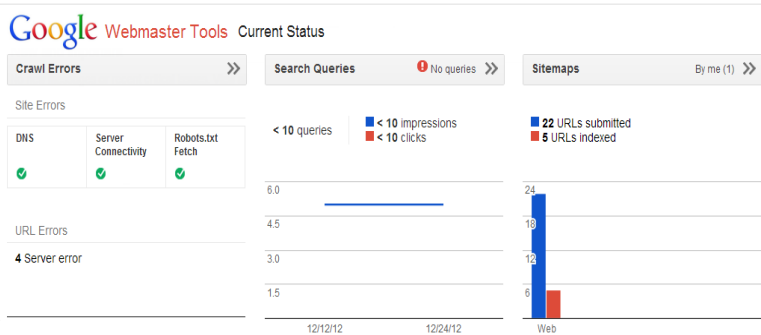 Google Webmaster Tools Current Status
Crawl Errors
Site Errors
DNS
Server Connectivity
Robots.txt Fetch
URL Errors
4 Server error
Search Queries No queries
< 10 queries
< 10 impressions
< 10 clicks
6.0
4.5
3.0
1.5
12/12/12 12/24/12
Sitemaps By me (1)
22 URLs submitted
5 URLs indexed
24
18
12
6
Web